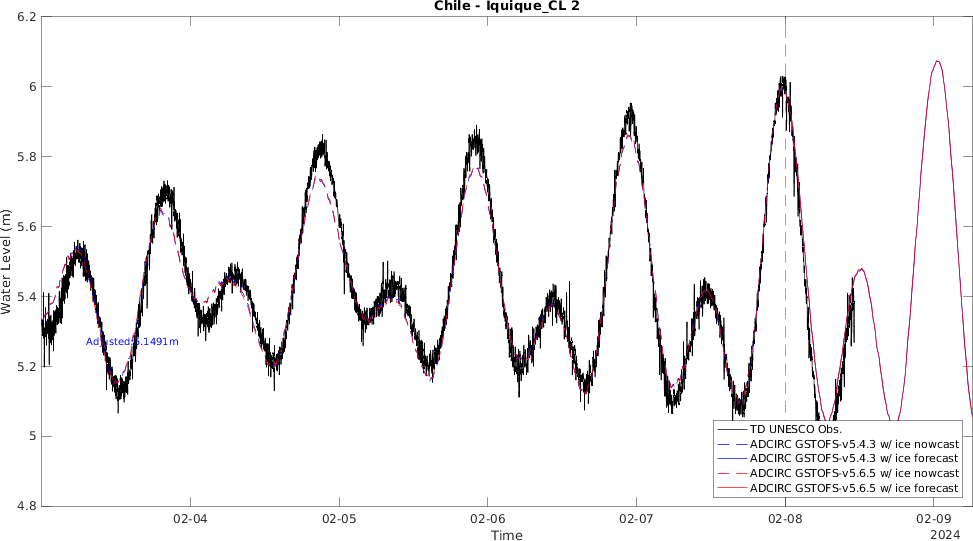 Chile - Iquique_CL 2
6.2
6
5.8
5.6
5.4
5.2
5
4.8
Water Level (m)
Adjusted:5.1491m
TD UNESCO Obs.
ADCIRC GSTOFS-v5.4.3 w/ ice nowcast
ADCIRC GSTOFS-v5.4.3 w/ ice forecast
ADCIRC GSTOFS-v5.6.5 w/ ice nowcast
ADCIRC GSTOFS-v5.6.5 w/ ice forecast
02-04 02-05 02-06 02-07 02-08 02-09
Time
2024